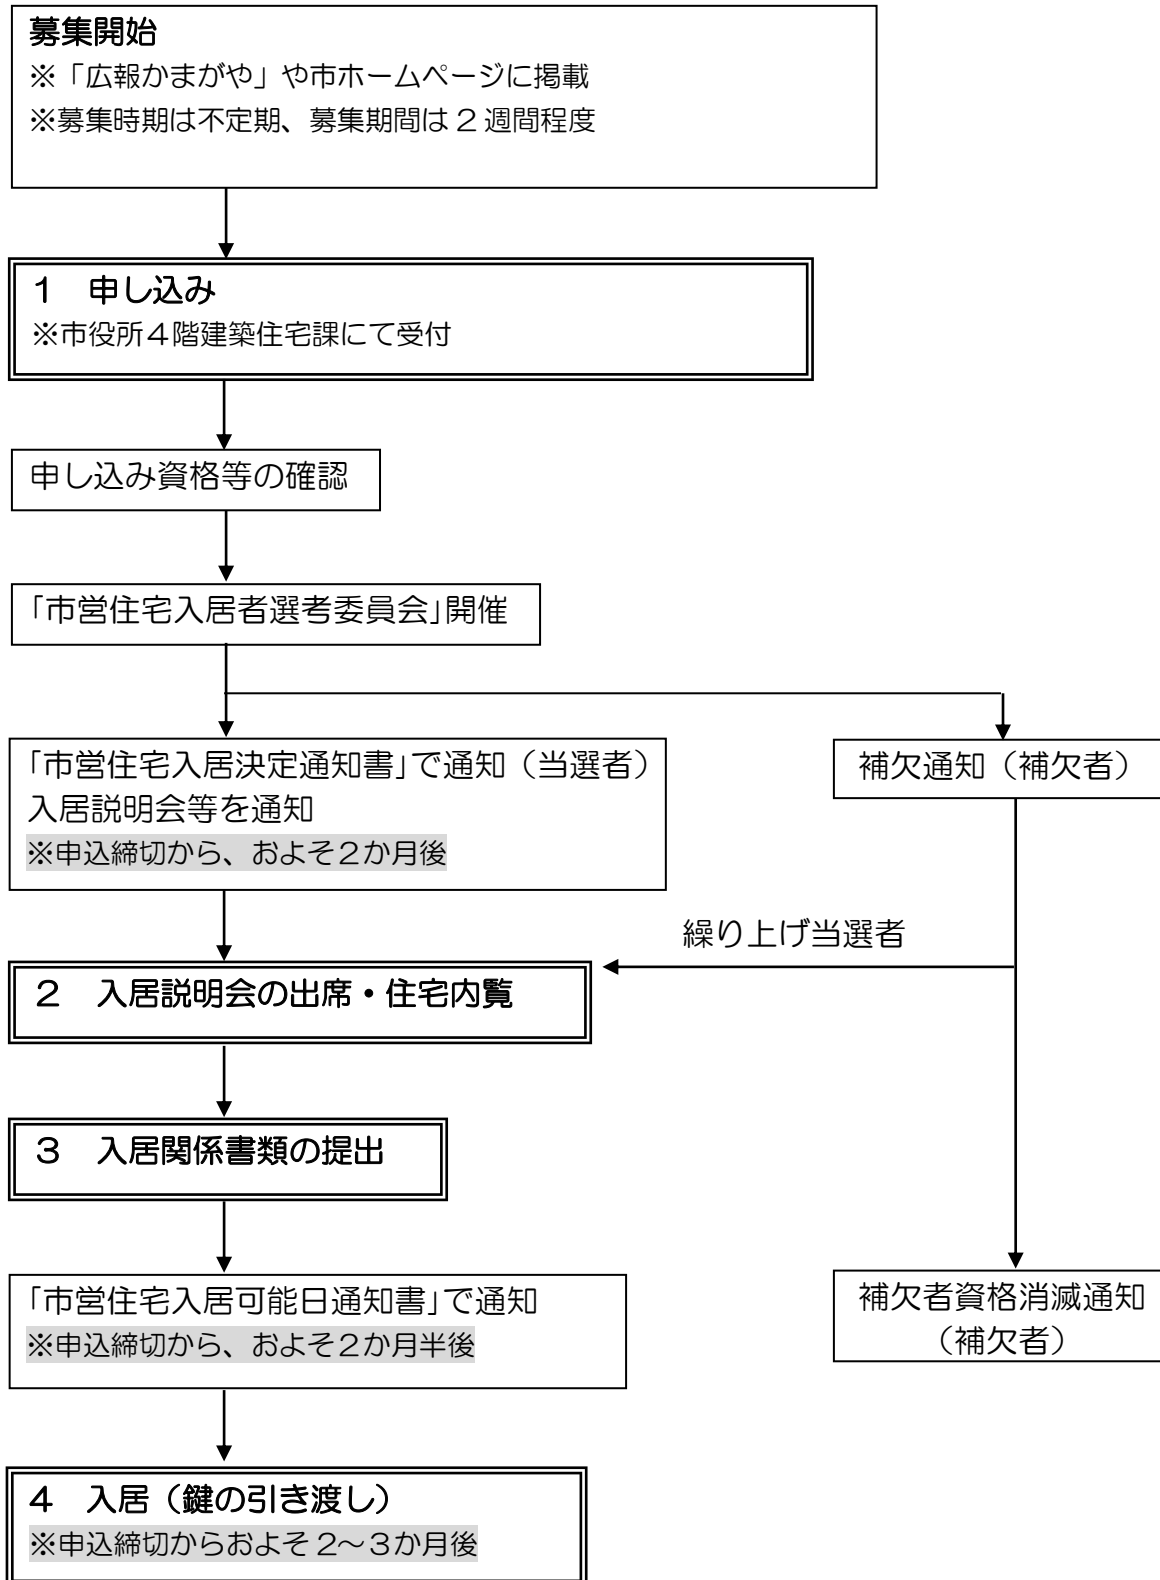 募集開始
※「広報かまがや」や市ホームページに掲載
※募集時期は不定期、募集期間は２週間程度
１　申し込み
※市役所４階建築住宅課にて受付
申し込み資格等の確認
「市営住宅入居者選考委員会」開催
「市営住宅入居決定通知書」で通知（当選者）
入居説明会等を通知
※申込締切から、およそ２か月後
補欠通知（補欠者）
繰り上げ当選者
２　入居説明会の出席・住宅内覧
３　入居関係書類の提出
「市営住宅入居可能日通知書」で通知
※申込締切から、およそ２か月半後
補欠者資格消滅通知
（補欠者）
４　入居（鍵の引き渡し）
※申込締切からおよそ２～３か月後